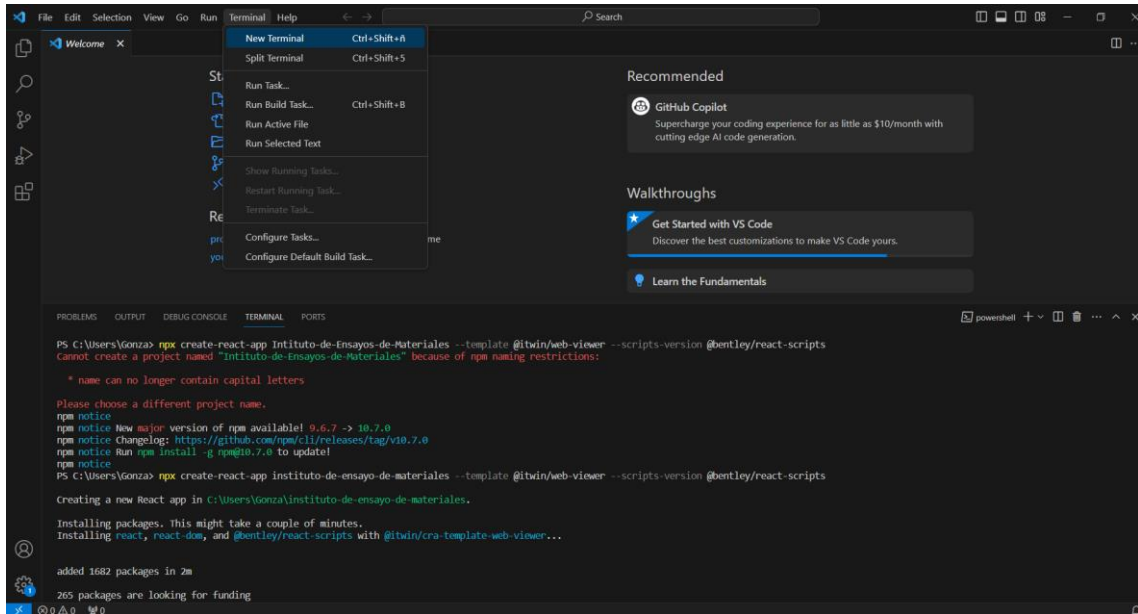 File Edit Selection View Go Run Terminal Help
Search
Welcome
New Terminal Ctrl+Shift+ñ
Split Terminal Ctrl+Shift+5
Run Task...
Run Build Task... Ctrl+Shift+B
Run Active File
Run Selected Text
Show Running Tasks...
Restart Running Task...
Terminate Task...
Configure Tasks...
Configure Default Build Task...
St
Re
pro
you
me
Recommended
GitHub Copilot
Supercharge your coding experience for as little as $10/month with
cutting edge AI code generation.
Walkthroughs
Get Started with VS Code
Discover the best customizations to make VS Code yours.
Learn the Fundamentals
PROBLEMS OUTPUT DEBUG CONSOLE TERMINAL PORTS
powershell
PS C:\Users\Gonza> npx create-react-app Intituto-de-Ensayos-de-Materiales --template @itwin/web-viewer --scripts-version @bentley/react-scripts
Cannot create a project named "Intituto-de-Ensayos-de-Materiales" because of npm naming restrictions:
* name can no longer contain capital letters
Please choose a different project name.
npm notice
npm notice New major version of npm available! 9.6.7 -> 10.7.0
npm notice Changelog: https://github.com/npm/cli/releases/tag/v10.7.0
npm notice Run npm install -g npm@10.7.0 to update!
npm notice
PS C:\Users\Gonza> npx create-react-app instituto-de-ensayo-de-materiales --template @itwin/web-viewer --scripts-version @bentley/react-scripts
Creating a new React app in C:\Users\Gonza\instituto-de-ensayo-de-materiales.
Installing packages. This might take a couple of minutes.
Installing react, react-dom, and @bentley/react-scripts with @itwin/cra-template-web-viewer...
added 1682 packages in 2m
265 packages are looking for funding
1
0 0 0